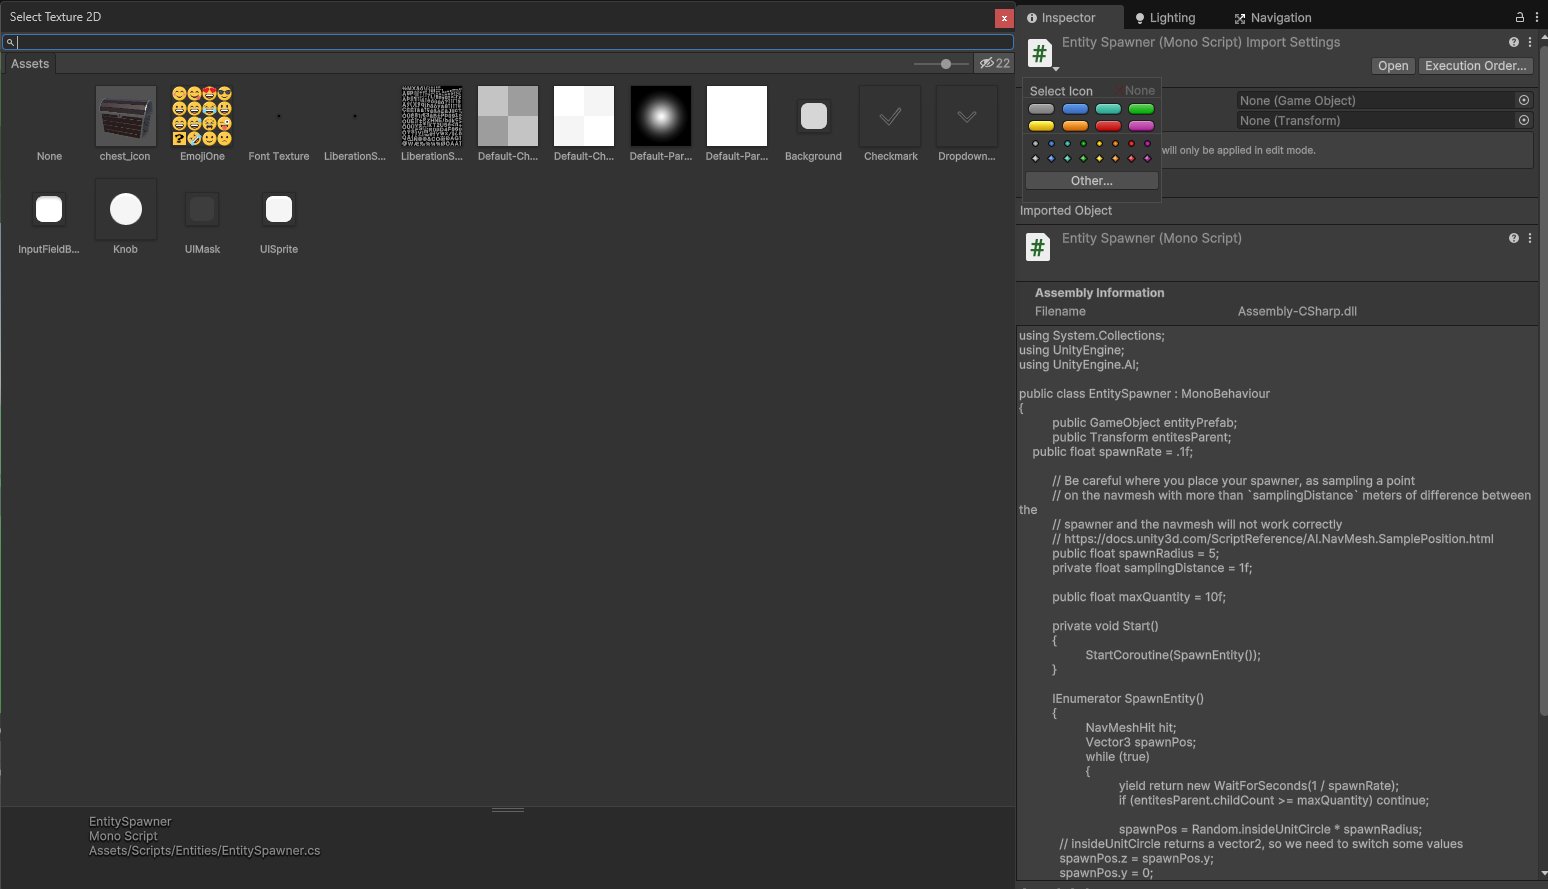 Select Texture 2D
Assets
22
None
chest_icon
EmojiOne
Font Texture
LiberationS...
LiberationS...
Default-Ch...
Default-Ch...
Default-Par...
Default-Par...
Background
Checkmark
Dropdown...
InputFieldB...
Knob
UIMask
UISprite
EntitySpawner
Mono Script
Assets/Scripts/Entities/EntitySpawner.cs
Inspector
Lighting
Navigation
Entity Spawner (Mono Script) Import Settings
Open
Execution Order...
Select Icon
None
Other...
None (Game Object)
None (Transform)
will only be applied in edit mode.
Imported Object
Entity Spawner (Mono Script)
Assembly Information
Filename
Assembly-CSharp.dll
using System.Collections;
using UnityEngine;
using UnityEngine.AI;
public class EntitySpawner : MonoBehaviour
{
public GameObject entityPrefab;
public Transform entitesParent;
public float spawnRate = .1f;
// Be careful where you place your spawner, as sampling a point
// on the navmesh with more than `samplingDistance` meters of difference between
the
// spawner and the navmesh will not work correctly
// https://docs.unity3d.com/ScriptReference/AI.NavMesh.SamplePosition.html
public float spawnRadius = 5;
private float samplingDistance = 1f;
public float maxQuantity = 10f;
private void Start()
{
StartCoroutine(SpawnEntity());
}
IEnumerator SpawnEntity()
{
NavMeshHit hit;
Vector3 spawnPos;
while (true)
{
yield return new WaitForSeconds(1 / spawnRate);
if (entitesParent.childCount >= maxQuantity) continue;
spawnPos = Random.insideUnitCircle * spawnRadius;
// insideUnitCircle returns a vector2, so we need to switch some values
spawnPos.z = spawnPos.y;
spawnPos.y = 0;